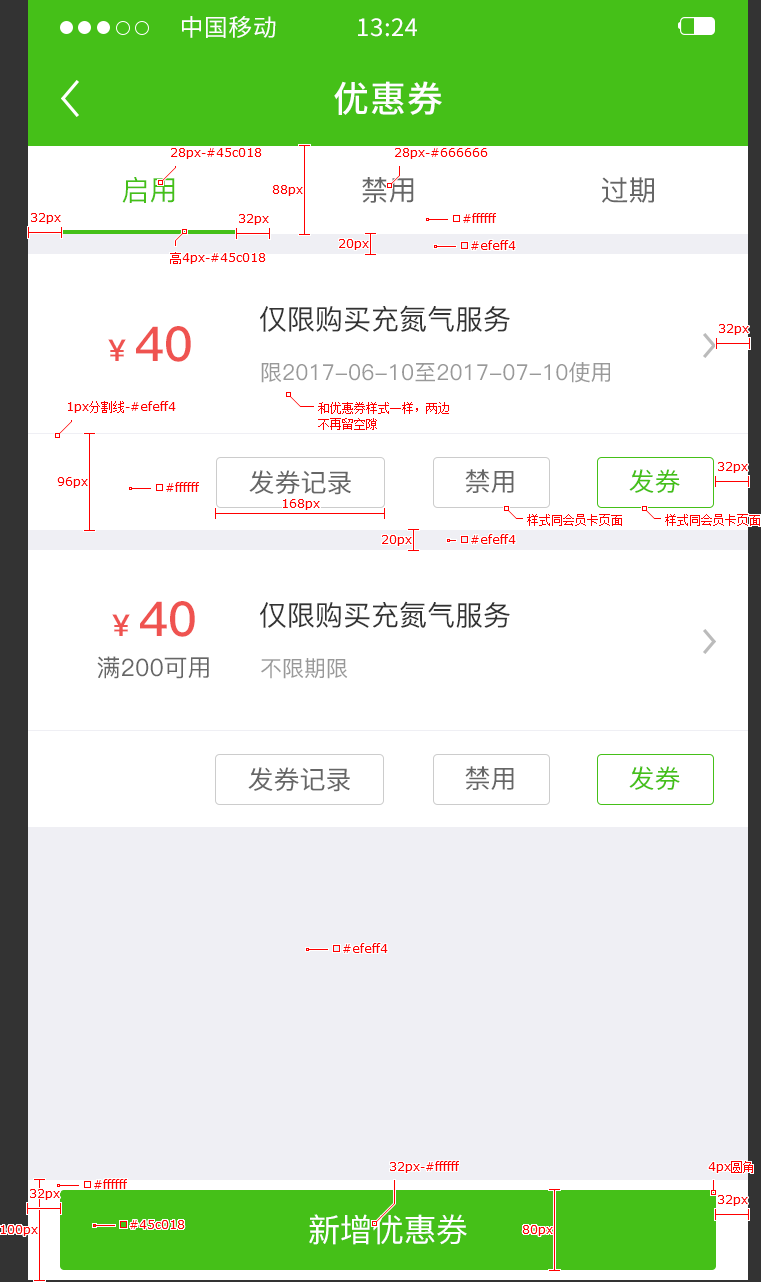 中国移动 13:24
优惠券
28px-#45c018 28px-#666666
启用 禁用 过期
88px
32px 32px #ffffff
20px #efeff4
高4px-#45c018
仅限购买充氮气服务
32px
¥ 40
限2017-06-10至2017-07-10使用
1px分割线-#efeff4 和优惠券样式一样，两边
不再留空隙
32px
发券记录 禁用 发券
96px #ffffff
168px
样式同会员卡页面 样式同会员卡页面
20px #efeff4
¥ 40 仅限购买充氮气服务
满200可用 不限期限
发券记录 禁用 发券
#efeff4
32px-#ffffff 4px圆角
#ffffff
32px 32px
100px #45c018 新增优惠券 80px